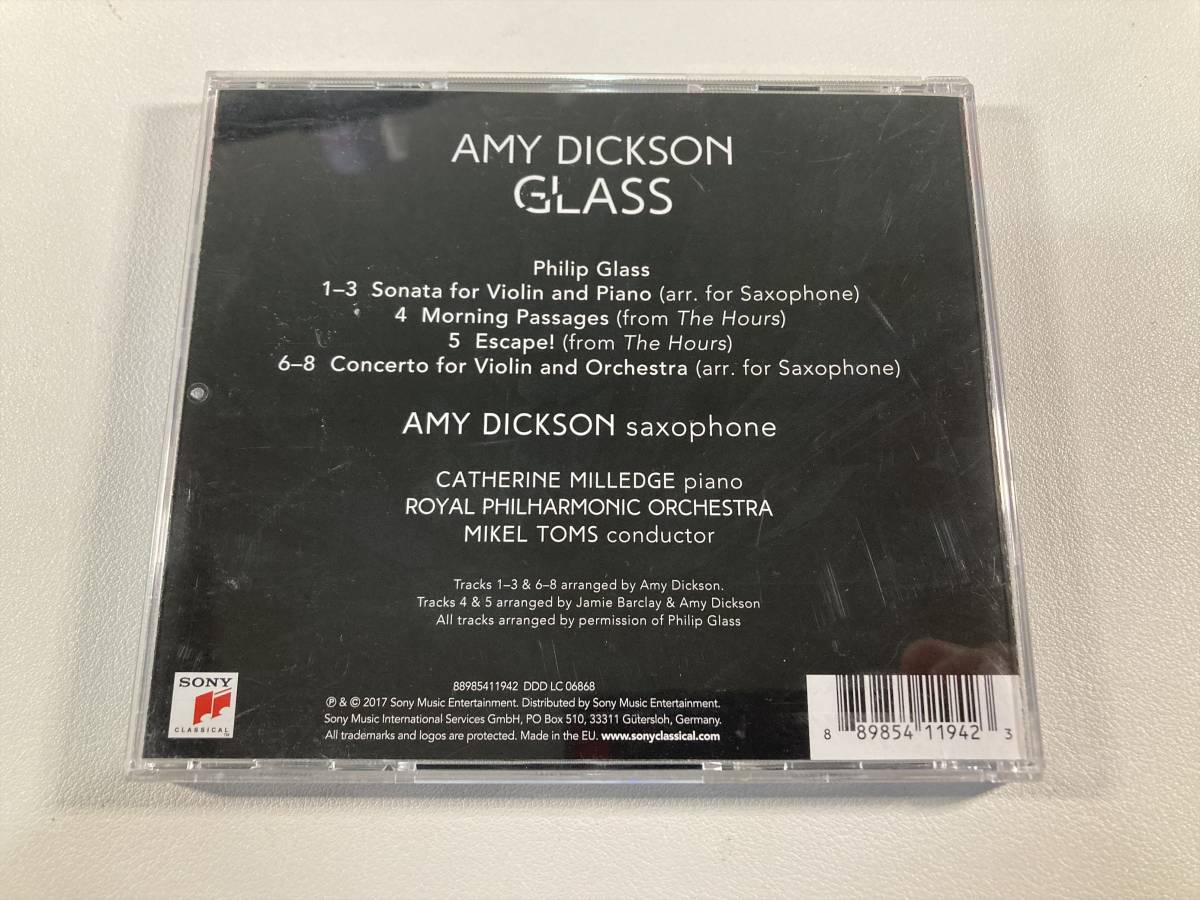 AMY DICKSON
GLASS
Philip Glass
1–3 Sonata for Violin and Piano (arr. for Saxophone)
4 Morning Passages (from The Hours)
5 Escape! (from The Hours)
6–8 Concerto for Violin and Orchestra (arr. for Saxophone)
AMY DICKSON saxophone
CATHERINE MILLEDGE piano
ROYAL PHILHARMONIC ORCHESTRA
MIKEL TOMS conductor
Tracks 1–3 & 6–8 arranged by Amy Dickson.
Tracks 4 & 5 arranged by Jamie Barclay & Amy Dickson
All tracks arranged by permission of Philip Glass
SONY
CLASSICAL™
88985411942 DDD LC 06868
℗ & © 2017 Sony Music Entertainment. Distributed by Sony Music Entertainment.
Sony Music International Services GmbH, PO Box 510, 33311 Gütersloh, Germany.
All trademarks and logos are protected. Made in the EU. www.sonyclassical.com
8 89854 11942 3